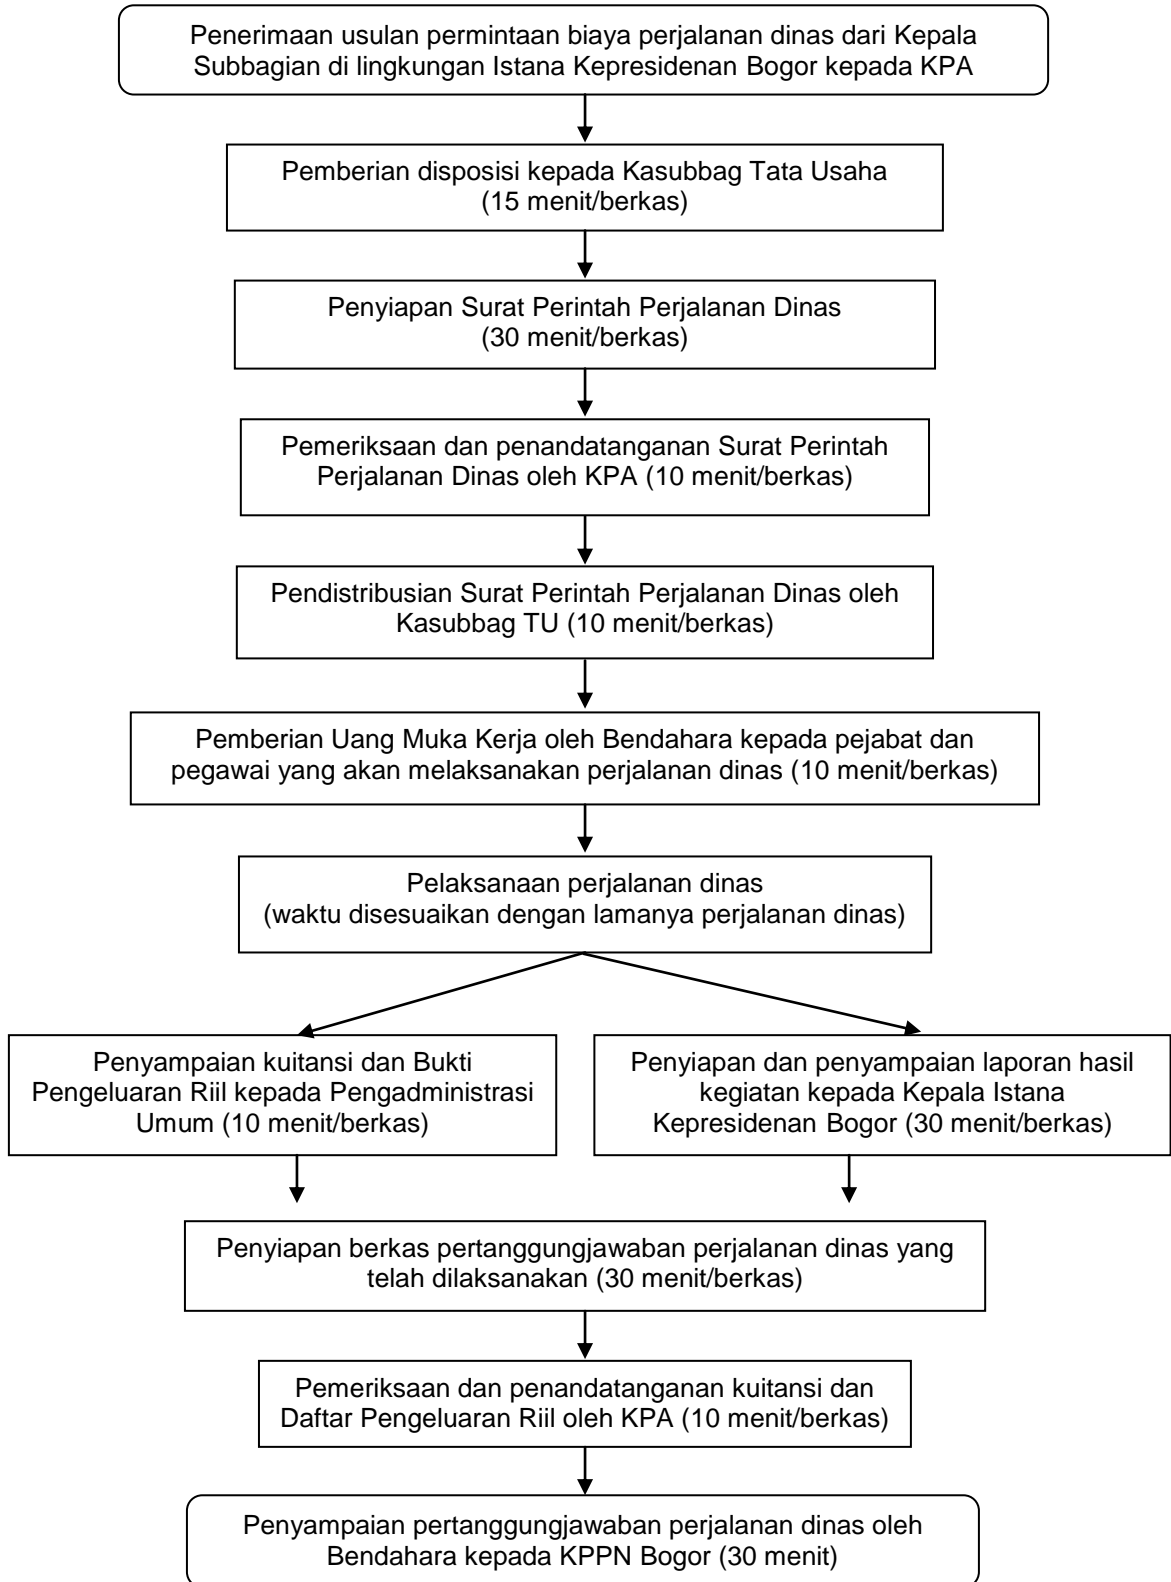 Penerimaan usulan permintaan biaya perjalanan dinas dari Kepala
Subbagian di lingkungan Istana Kepresidenan Bogor kepada KPA
Pemberian disposisi kepada Kasubbag Tata Usaha
(15 menit/berkas)
Penyiapan Surat Perintah Perjalanan Dinas
(30 menit/berkas)
Pemeriksaan dan penandatanganan Surat Perintah
Perjalanan Dinas oleh KPA (10 menit/berkas)
Pendistribusian Surat Perintah Perjalanan Dinas oleh
Kasubbag TU (10 menit/berkas)
Pemberian Uang Muka Kerja oleh Bendahara kepada pejabat dan
pegawai yang akan melaksanakan perjalanan dinas (10 menit/berkas)
Pelaksanaan perjalanan dinas
(waktu disesuaikan dengan lamanya perjalanan dinas)
Penyampaian kuitansi dan Bukti
Pengeluaran Riil kepada Pengadministrasi
Umum (10 menit/berkas)
Penyiapan dan penyampaian laporan hasil
kegiatan kepada Kepala Istana
Kepresidenan Bogor (30 menit/berkas)
Penyiapan berkas pertanggungjawaban perjalanan dinas yang
telah dilaksanakan (30 menit/berkas)
Pemeriksaan dan penandatanganan kuitansi dan
Daftar Pengeluaran Riil oleh KPA (10 menit/berkas)
Penyampaian pertanggungjawaban perjalanan dinas oleh
Bendahara kepada KPPN Bogor (30 menit)